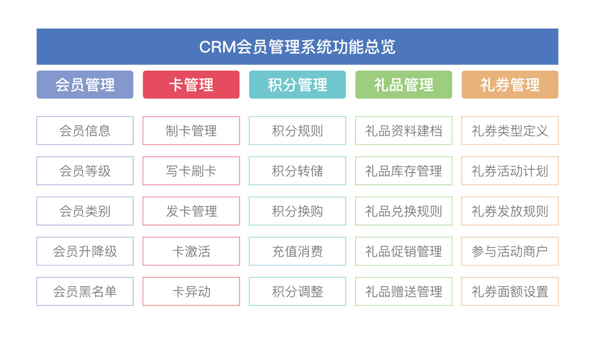 CRM会员管理系统功能总览
会员管理
卡管理
积分管理
礼品管理
礼券管理
会员信息
制卡管理
积分规则
礼品资料建档
礼券类型定义
会员等级
写卡刷卡
积分转储
礼品库存管理
礼券活动计划
会员类别
发卡管理
积分换购
礼品兑换规则
礼券发放规则
会员升降级
卡激活
充值消费
礼品促销管理
参与活动商户
会员黑名单
卡异动
积分调整
礼品赠送管理
礼券面额设置